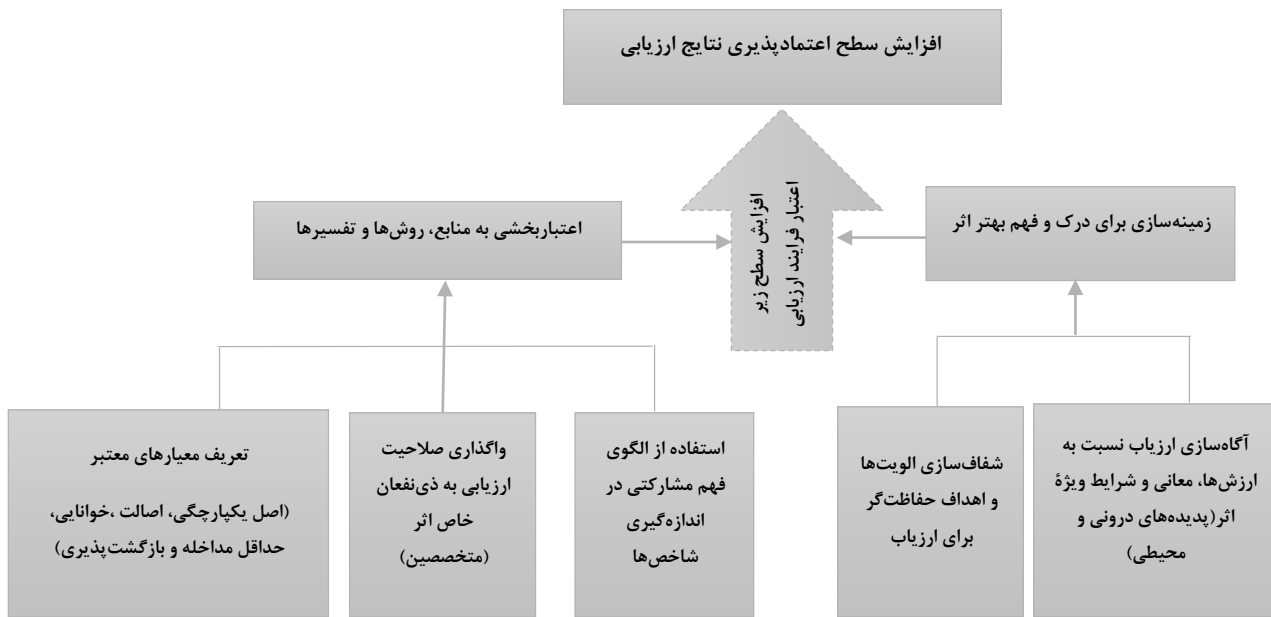 افزایش سطح اعتمادپذیری نتایج ارزیابی
افزایش سطح زیر
اعتبار فرایند ارزیابی
زمینه‌سازی برای درک و فهم بهتر اثر
اعتباربخشی به منابع، روش‌ها و تفسیرها
آگاه‌سازی ارزیاب نسبت به
ارزش‌ها، معانی و شرایط ویژۀ
اثر(پدیده‌های درونی و
محیطی)
شفاف‌سازی الویت‌ها
و اهداف حفاظت‌گر
برای ارزیاب
استفاده از الگوی
فهم مشارکتی در
اندازه‌گیری
شاخص‌ها
واگذاری صلاحیت
ارزیابی به ذی‌نفعان
خاص اثر
(متخصصین)
تعریف معیارهای معتبر
(اصل یکپارچگی، اصالت ،خوانایی،
حداقل مداخله و بازگشت‌پذیری)